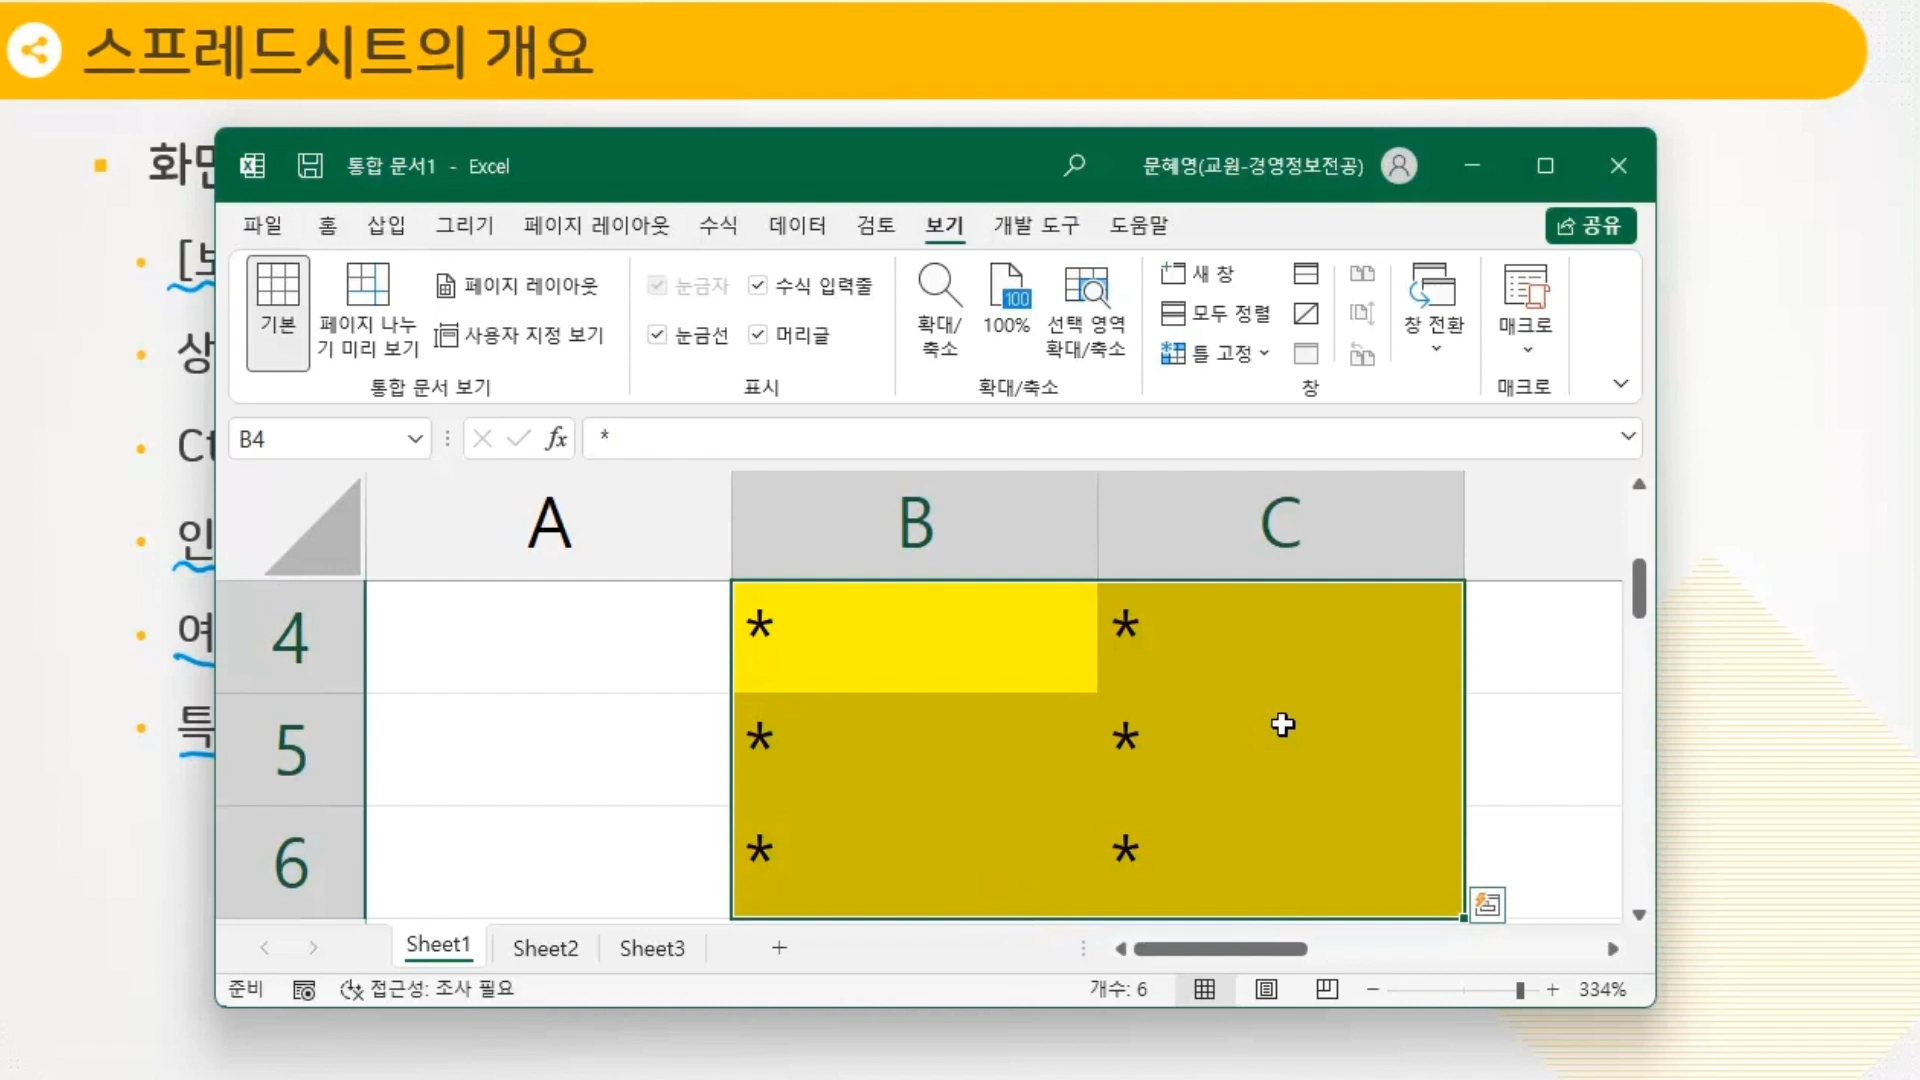 스프레드시트의 개요
화면
통합 문서1 - Excel
문혜영(교원-경영정보전공)
파일 홈 삽입 그리기 페이지 레이아웃 수식 데이터 검토 보기 개발 도구 도움말 공유
기본
페이지 나누
기 미리 보기
페이지 레이아웃
사용자 지정 보기
통합 문서 보기
눈금자 수식 입력줄
눈금선 머리글
표시
확대/
축소
100
100%
선택 영역
확대/축소
확대/축소
새 창
모두 정렬
틀 고정
창 전환
창
매크로
매크로
B4 fx *
A B C
4 * *
5 * *
6 * *
[보
상
Ct
인
여
특
Sheet1 Sheet2 Sheet3 +
준비 접근성: 조사 필요 개수: 6 − + 334%